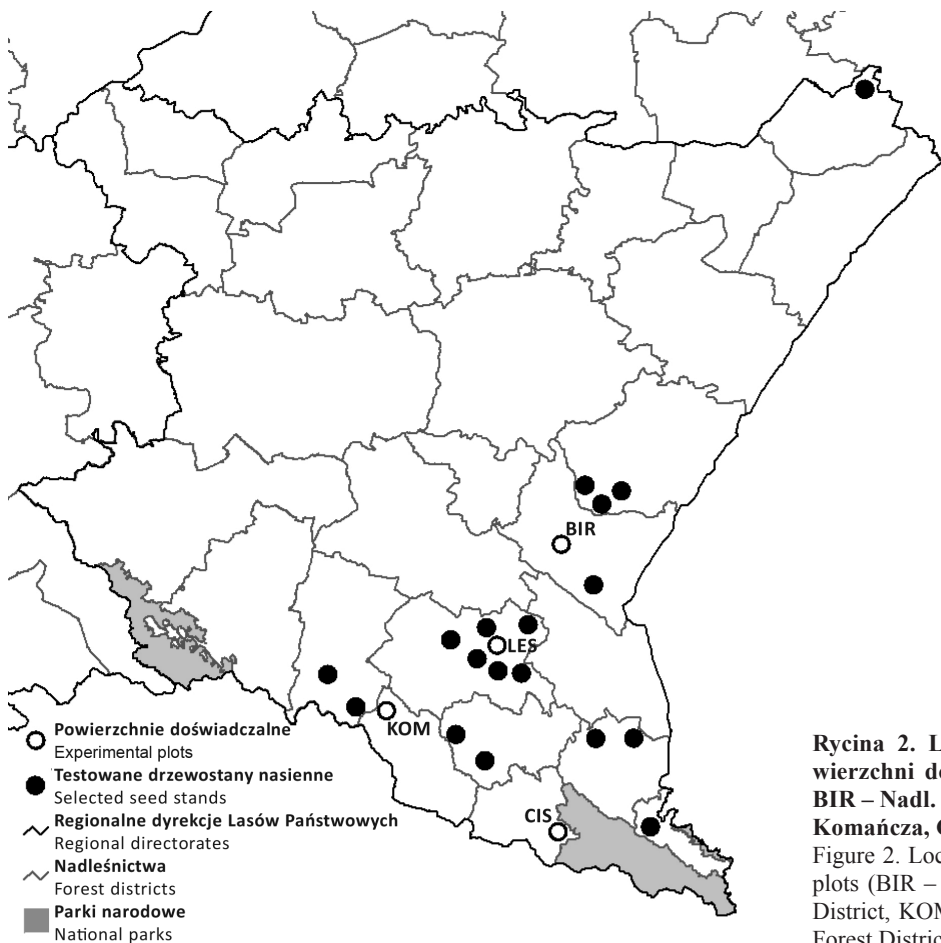 BIR
LES
KOM
CIS
Powierzchnie doświadczalne
Experimental plots
Testowane drzewostany nasienne
Selected seed stands
Regionalne dyrekcje Lasów Państwowych
Regional directorates
Nadleśnictwa
Forest districts
Parki narodowe
National parks
Rycina 2. L
wierzchni do
BIR – Nadl.
Komańcza, C
Figure 2. Loc
plots (BIR –
District, KOM
Forest Distric